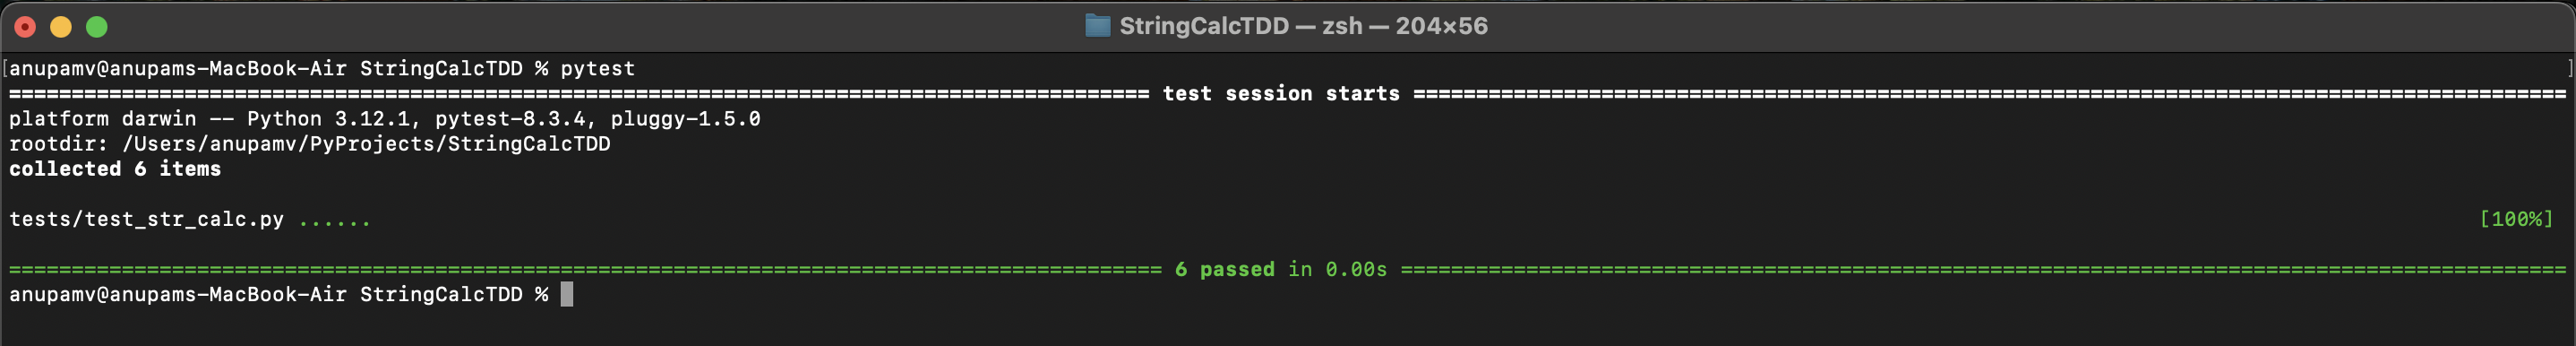 StringCalcTDD — zsh — 204×56
[anupamv@anupams-MacBook-Air StringCalcTDD % pytest ]
=========================================================================================== test session starts ============================================================================================
platform darwin -- Python 3.12.1, pytest-8.3.4, pluggy-1.5.0
rootdir: /Users/anupamv/PyProjects/StringCalcTDD
collected 6 items
tests/test_str_calc.py ...... [100%]
============================================================================================ 6 passed in 0.00s =============================================================================================
anupamv@anupams-MacBook-Air StringCalcTDD %